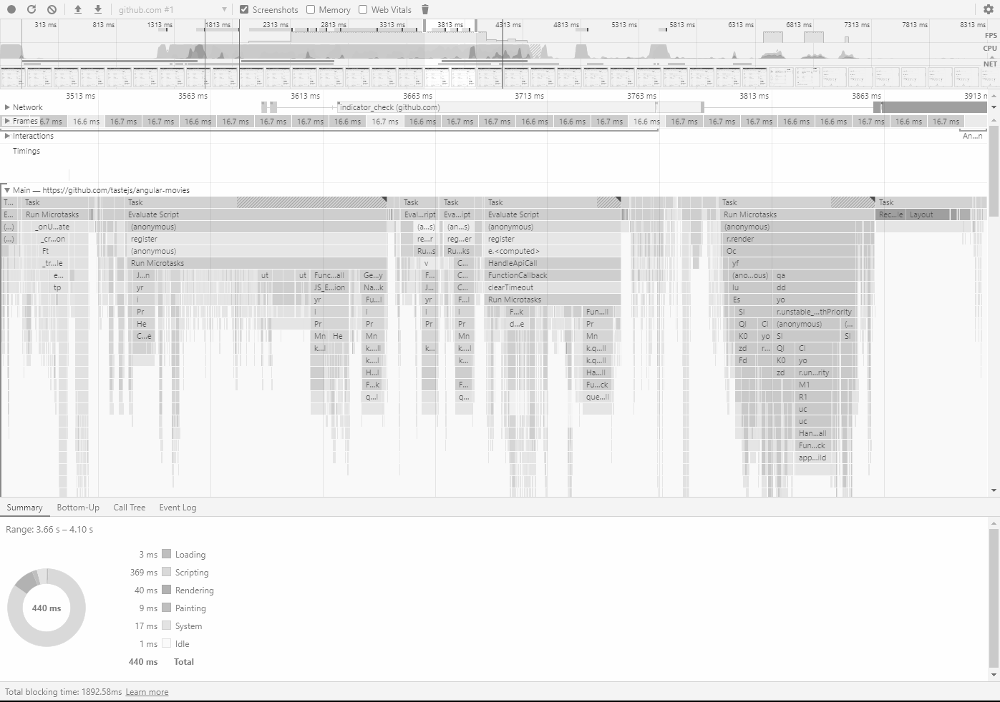 github.com #1 Screenshots Memory Web Vitals
313 ms 813 ms 1313 ms 1813 ms 2313 ms 2813 ms 3313 ms 3813 ms 4313 ms 4813 ms 5313 ms 5813 ms 6313 ms 6813 ms 7313 ms 7813 ms 8313 ms
FPS
CPU
NET
3513 ms 3563 ms 3613 ms 3663 ms 3713 ms 3763 ms 3813 ms 3863 ms 3913 m
Network indicator_check (github.com)
Frames 6.7 ms 16.6 ms 16.7 ms 16.6 ms 16.7 ms 16.6 ms 16.7 ms 16.7 ms 16.6 ms 16.7 ms 16.6 ms 16.7 ms 16.7 ms 16.6 ms 16.6 ms 16.7 ms 16.6 ms 16.7 ms 16.7 ms 16.7 ms 16.6 ms 16.6 ms 16.7 ms 16.6 ms 16.7 ms
Interactions An...n
Timings
Main — https://github.com/tastejs/angular-movies
T... Task Task Task Task Task Task Task
E... Run Microtasks Evaluate Script Eval...ript Eva...ipt Evaluate Script Run Microtasks Rec...le Layout
(...) _onU...ate (anonymous) (a...s) (an...s) (anonymous) (anonymous)
(...) _cr...on register re...r reg...er register r.render
Ft (anonymous) Ru...s Ru...ks e.<computed> Oc
_tr...le Run Microtasks v C... HandleApiCall yf
e... J...n ut ut Func...all Ge...y F... C... FunctionCallback (ano...ous) qa
tp yr JS_E...ion Na...k J... C... clearTimeout lu dd
i yr Fu...l yr F...l Run Microtasks Es yo
Pr i i i i F...k Fun...ll Sl r.unstable_...thPriority
He Pr Pr Pr Pr d...e Pr Ql Cl (anonymous) (...
C...e Mn He Mn Mn Mn K0 yo Sl Sl
k...l k....ll k... k....l k.q...ll zd r... Ql Cl
k....l k... k.q...ll Fd K0 yo
H...l Ha...ll zd r.un...rity
F...k F... Fu...ck M1
q...l q... que...ll R1
uc
uc
Han...all
Fun...ck
app...ild
Summary Bottom-Up Call Tree Event Log
Range: 3.66 s – 4.10 s
3 ms Loading
369 ms Scripting
40 ms Rendering
440 ms 9 ms Painting
17 ms System
1 ms Idle
440 ms Total
Total blocking time: 1892.58ms Learn more